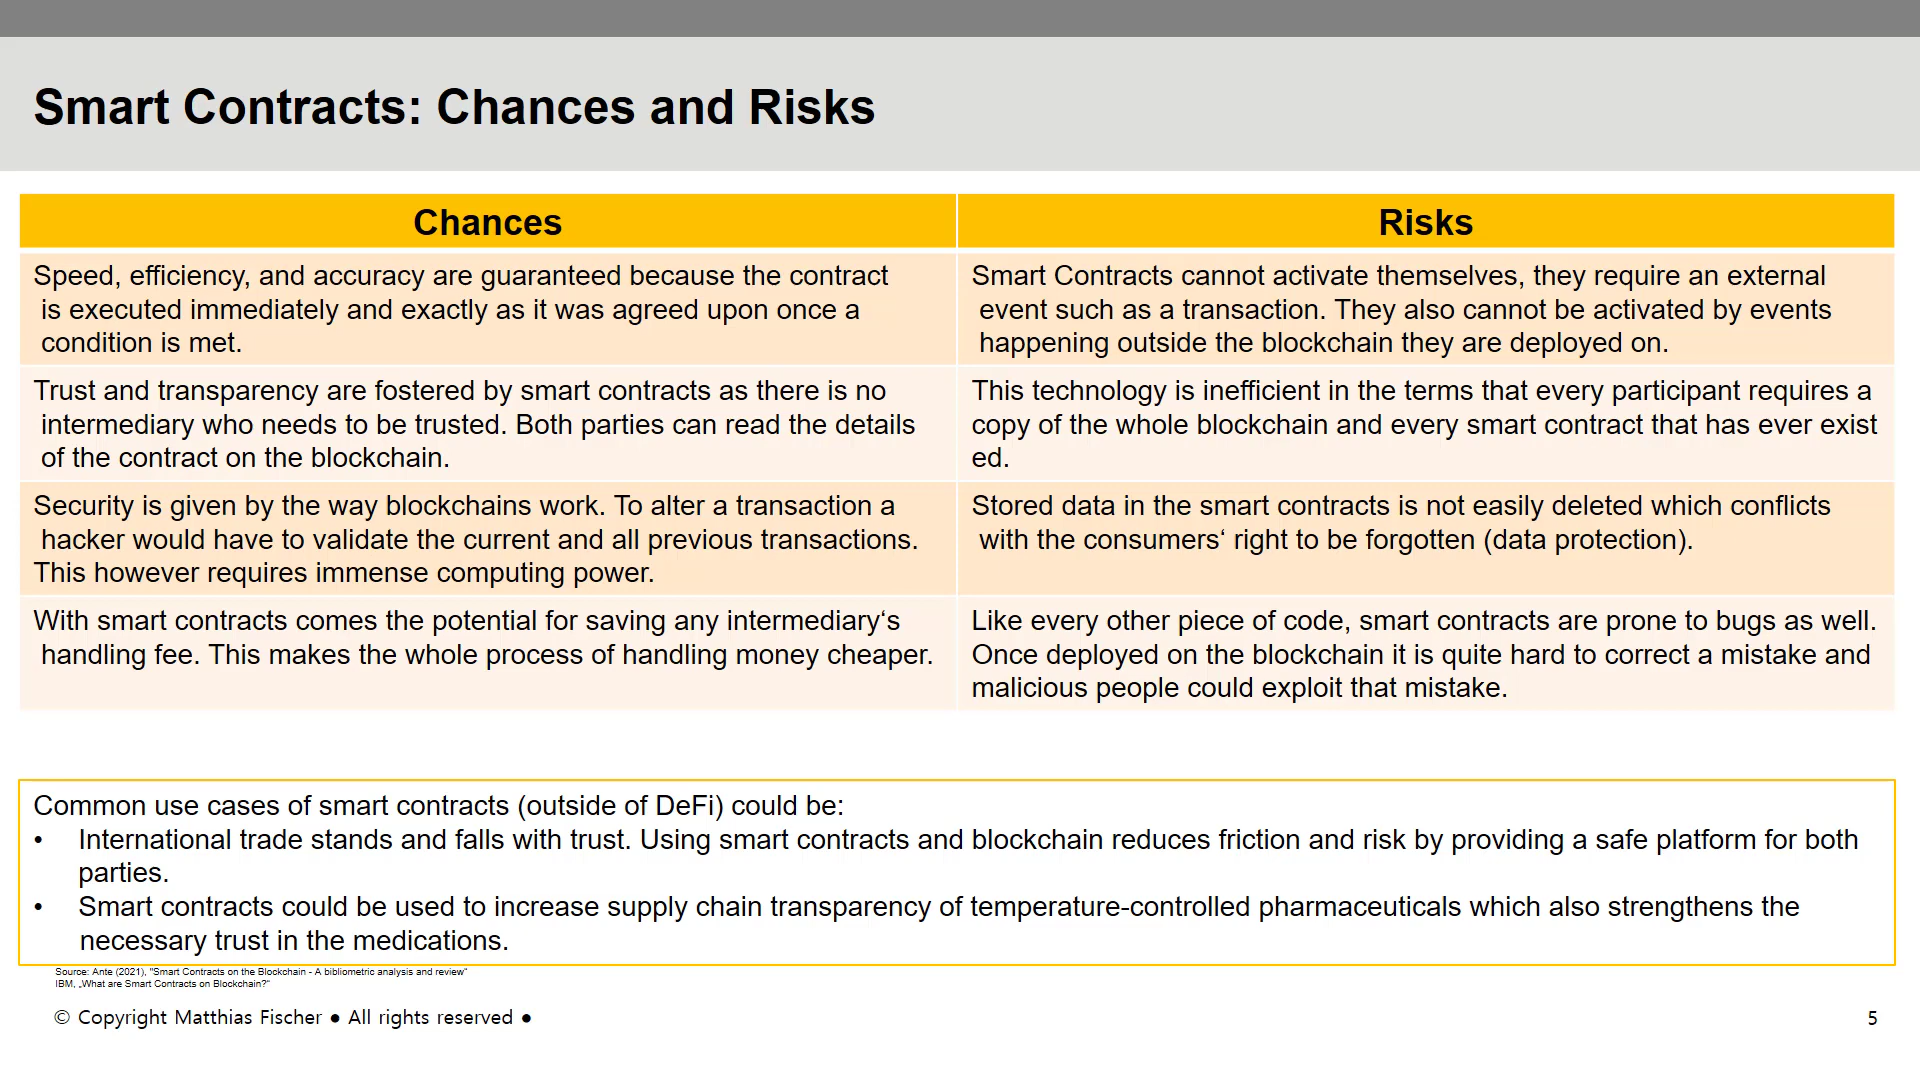 Smart Contracts: Chances and Risks
Chances
Risks
Speed, efficiency, and accuracy are guaranteed because the contract
is executed immediately and exactly as it was agreed upon once a
condition is met.
Smart Contracts cannot activate themselves, they require an external
event such as a transaction. They also cannot be activated by events
happening outside the blockchain they are deployed on.
Trust and transparency are fostered by smart contracts as there is no
intermediary who needs to be trusted. Both parties can read the details
of the contract on the blockchain.
This technology is inefficient in the terms that every participant requires a
copy of the whole blockchain and every smart contract that has ever exist
ed.
Security is given by the way blockchains work. To alter a transaction a
hacker would have to validate the current and all previous transactions.
This however requires immense computing power.
Stored data in the smart contracts is not easily deleted which conflicts
with the consumers‘ right to be forgotten (data protection).
With smart contracts comes the potential for saving any intermediary‘s
handling fee. This makes the whole process of handling money cheaper.
Like every other piece of code, smart contracts are prone to bugs as well.
Once deployed on the blockchain it is quite hard to correct a mistake and
malicious people could exploit that mistake.
Common use cases of smart contracts (outside of DeFi) could be:
• International trade stands and falls with trust. Using smart contracts and blockchain reduces friction and risk by providing a safe platform for both
parties.
• Smart contracts could be used to increase supply chain transparency of temperature-controlled pharmaceuticals which also strengthens the
necessary trust in the medications.
Source: Ante (2021), "Smart Contracts on the Blockchain - A bibliometric analysis and review"
IBM, „What are Smart Contracts on Blockchain?“
© Copyright Matthias Fischer ● All rights reserved ●
5